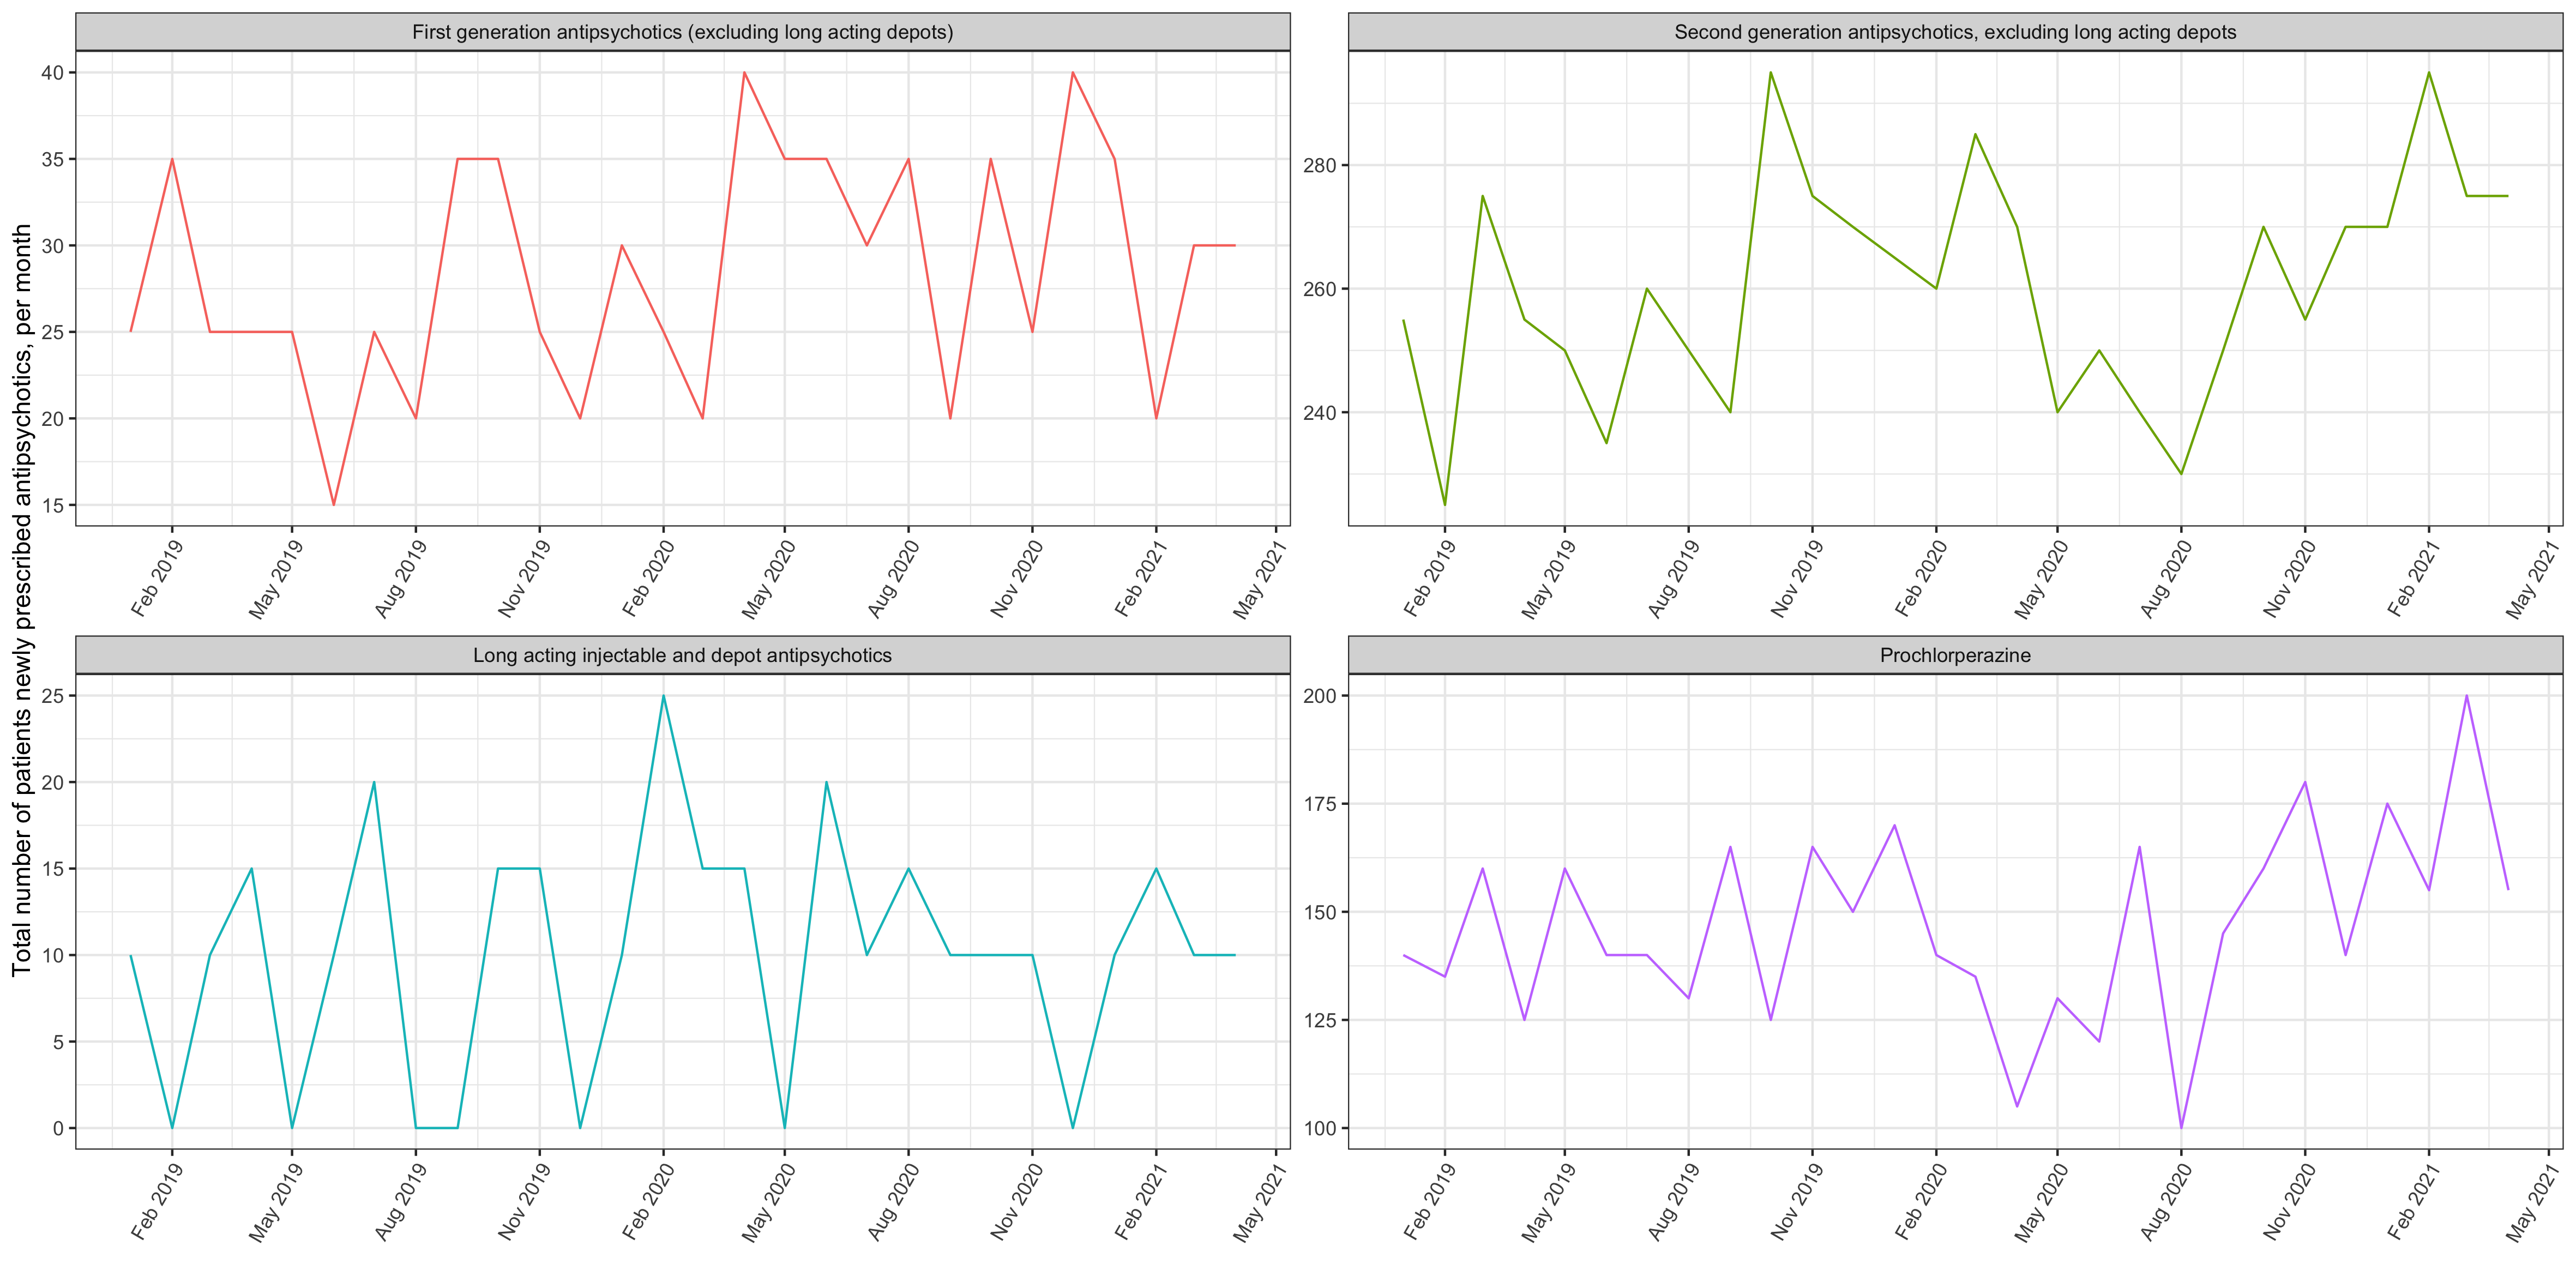 Total number of patients newly prescribed antipsychotics, per month
First generation antipsychotics (excluding long acting depots)
40
35
30
25
20
15
Feb 2019
May 2019
Aug 2019
Nov 2019
Feb 2020
May 2020
Aug 2020
Nov 2020
Feb 2021
May 2021
Second generation antipsychotics, excluding long acting depots
280
260
240
Feb 2019
May 2019
Aug 2019
Nov 2019
Feb 2020
May 2020
Aug 2020
Nov 2020
Feb 2021
May 2021
Long acting injectable and depot antipsychotics
25
20
15
10
5
0
Feb 2019
May 2019
Aug 2019
Nov 2019
Feb 2020
May 2020
Aug 2020
Nov 2020
Feb 2021
May 2021
Prochlorperazine
200
175
150
125
100
Feb 2019
May 2019
Aug 2019
Nov 2019
Feb 2020
May 2020
Aug 2020
Nov 2020
Feb 2021
May 2021